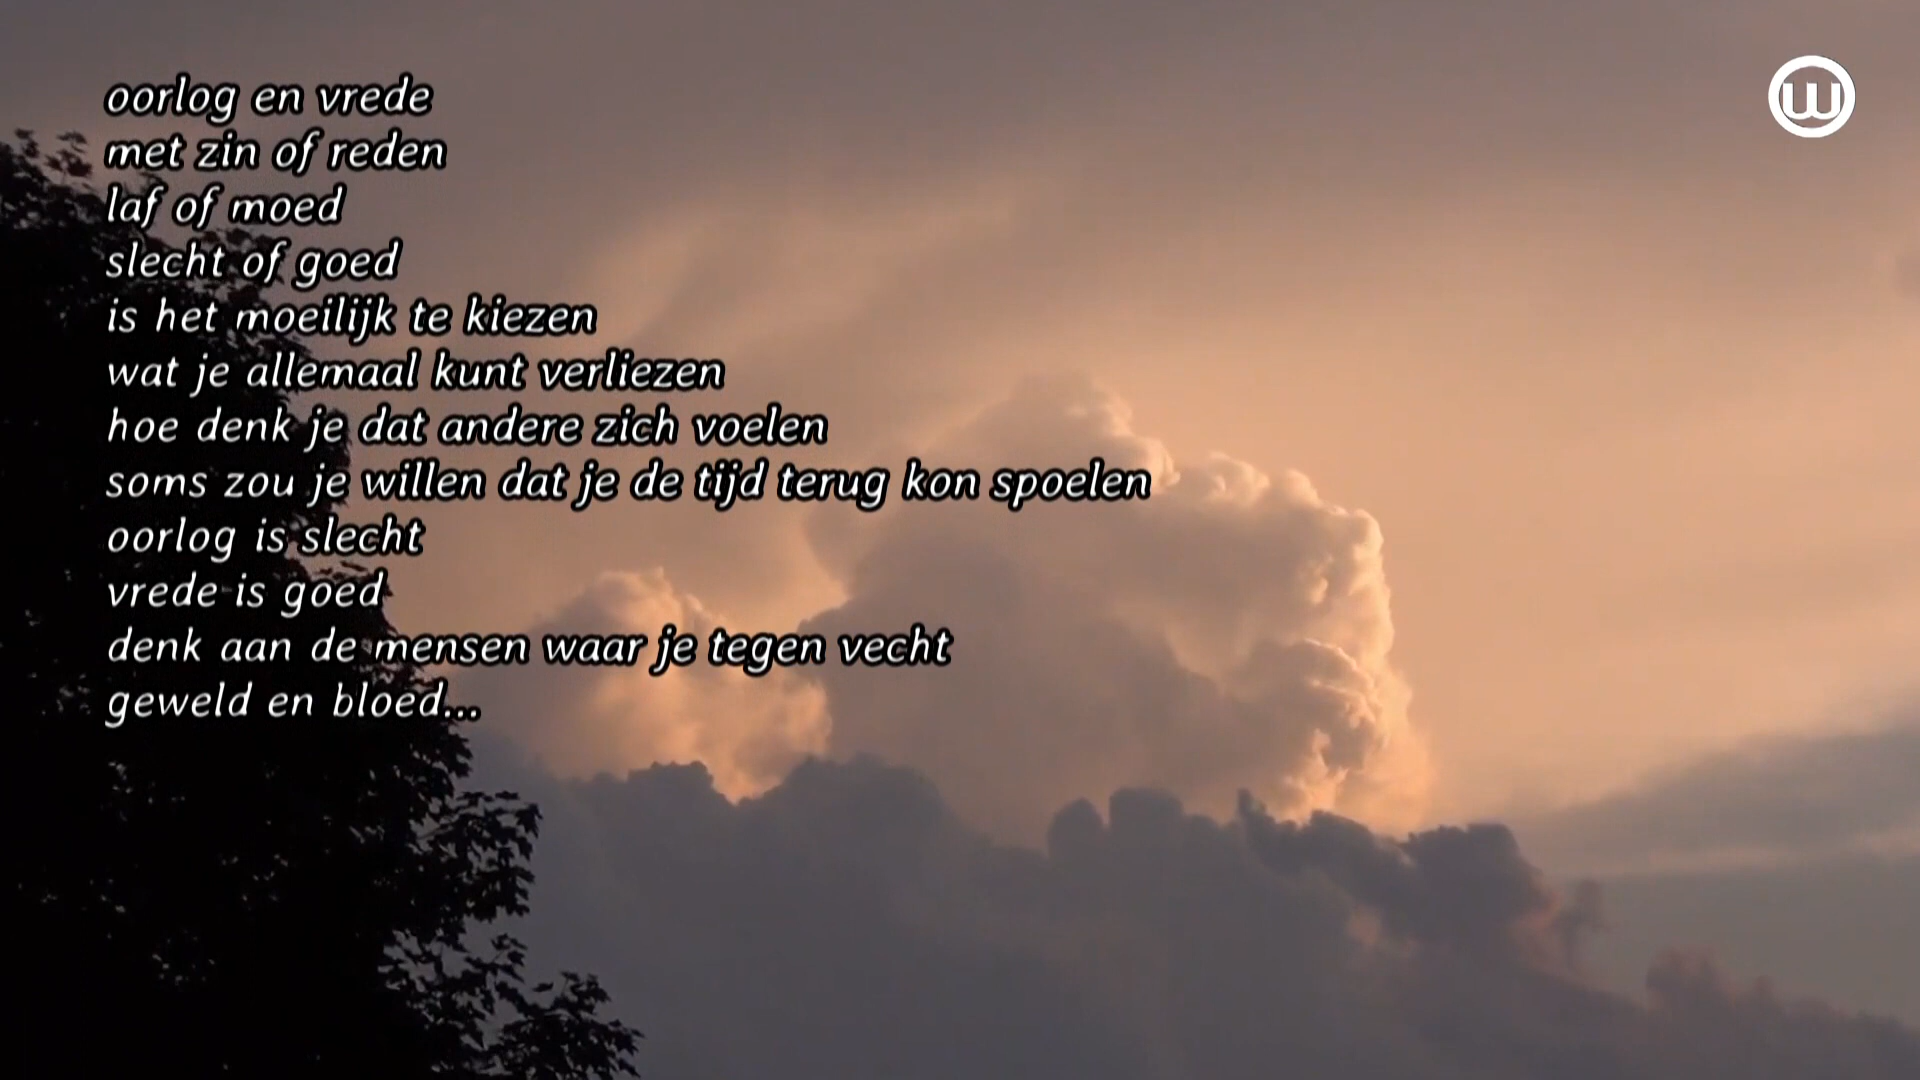 oorlog en vrede
met zin of reden
laf of moed
slecht of goed
is het moeilijk te kiezen
wat je allemaal kunt verliezen
hoe denk je dat andere zich voelen
soms zou je willen dat je de tijd terug kon spoelen
oorlog is slecht
vrede is goed
denk aan de mensen waar je tegen vecht
geweld en bloed...
W